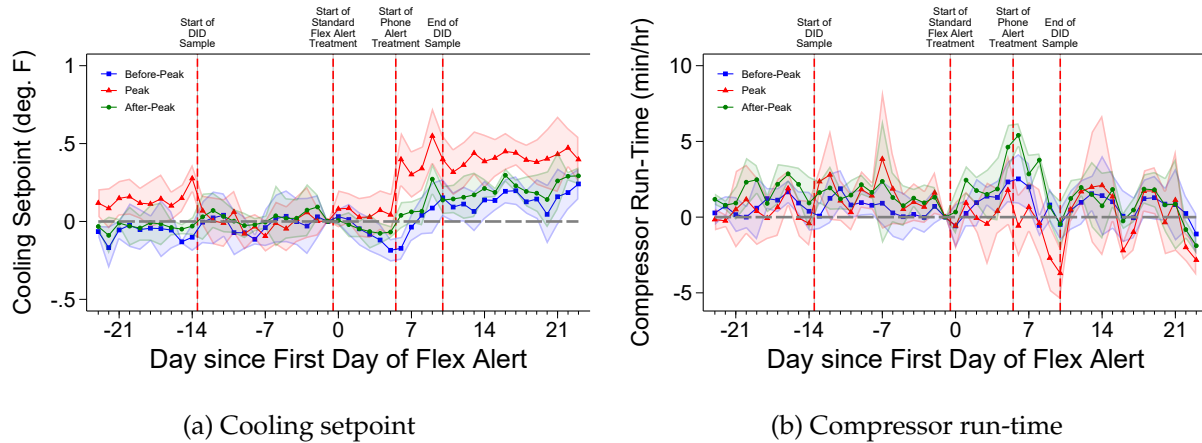 Start of
DID
Sample
Start of
Standard
Flex Alert
Treatment
Start of
Phone
Alert
Treatment
End of
DID
Sample
Cooling Setpoint (deg. F)
1
.5
0
-.5
Before-Peak
Peak
After-Peak
-21
-14
-7
0
7
14
21
Day since First Day of Flex Alert
(a) Cooling setpoint
Start of
DID
Sample
Start of
Standard
Flex Alert
Treatment
Start of
Phone
Alert
Treatment
End of
DID
Sample
Compressor Run-Time (min/hr)
10
5
0
-5
Before-Peak
Peak
After-Peak
-21
-14
-7
0
7
14
21
Day since First Day of Flex Alert
(b) Compressor run-time